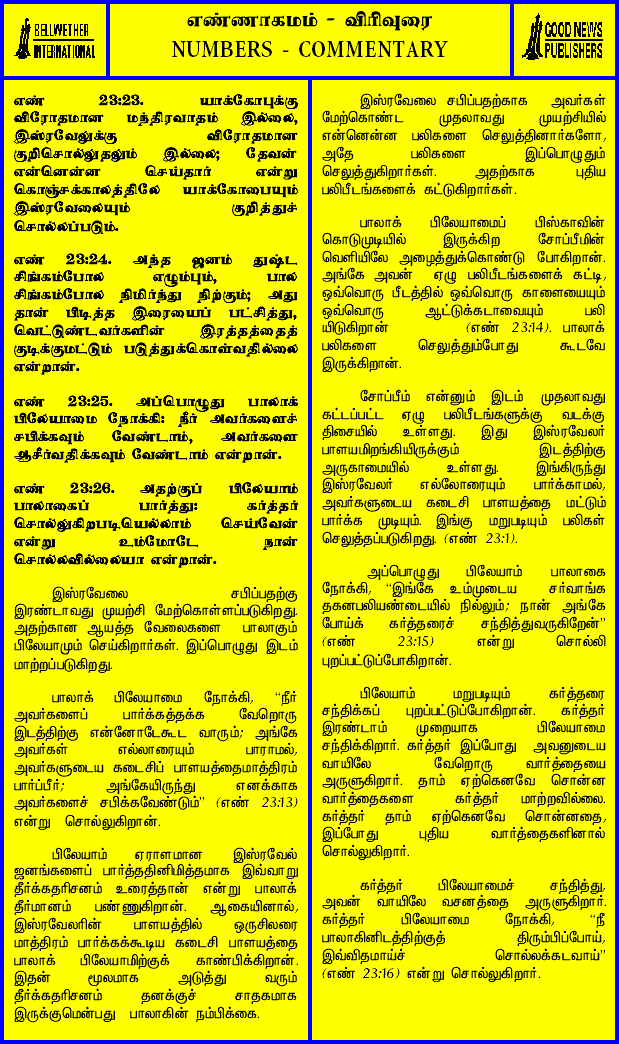 BELLWETHER
INTERNATIONAL
எண்ணாகமம் - விரிவுரை
NUMBERS - COMMENTARY
GOOD NEWS
PUBLISHERS
எண் 23:23. யாக்கோபுக்கு
விரோதமான மந்திரவாதம் இல்லை,
இஸ்ரவேலுக்கு விரோதமான
குறிசொல்லுதலும் இல்லை; தேவன்
என்னென்ன செய்தார் என்று
கொஞ்சக்காலத்திலே யாக்கோபையும்
இஸ்ரவேலையும் குறித்துச்
சொல்லப்படும்.
எண் 23:24. அந்த ஜனம் துஷ்ட
சிங்கம்போல் எழும்பும், பால
சிங்கம்போல நிமிர்ந்து நிற்கும்; அது
தான் பிடித்த இரையைப் பட்சித்து,
வெட்டுண்டவர்களின் இரத்தத்தைக்
குடிக்குமட்டும் படுத்துக்கொள்வதில்லை
என்றான்.
எண் 23:25. அப்பொழுது பாலாக்
பிலேயாமை நோக்கி: நீர் அவர்களைச்
சபிக்கவும் வேண்டாம், அவர்களை
ஆசீர்வதிக்கவும் வேண்டாம் என்றான்.
எண் 23:26. அதற்குப் பிலேயாம்
பாலாகைப் பார்த்து: கர்த்தர்
சொல்லுகிறபடியெல்லாம் செய்வேன்
என்று உம்மோடே நான்
சொல்லவில்லையா என்றான்.
இஸ்ரவேலை சபிப்பதற்கு
இரண்டாவது முயற்சி மேற்கொள்ளப்படுகிறது.
அதற்கான ஆயத்த வேலைகளை பாலாகும்
பிலேயாமும் செய்கிறார்கள். இப்பொழுது இடம்
மாற்றப்படுகிறது.
பாலாக் பிலேயாமை நோக்கி, “நீர்
அவர்களைப் பார்க்கத்தக்க வேறொரு
இடத்திற்கு என்னோடேகூட வாரும்; அங்கே
அவர்கள் எல்லாரையும் பாராமல்,
அவர்களுடைய கடைசிப் பாளயத்தைமாத்திரம்
பார்ப்பீர்; அங்கேயிருந்து எனக்காக
அவர்களைச் சபிக்கவேண்டும்” (எண் 23:13)
என்று சொல்லுகிறான்.
பிலேயாம் ஏராளமான இஸ்ரவேல்
ஜனங்களைப் பார்த்ததினிமித்தமாக இவ்வாறு
தீர்க்கதரிசனம் உரைத்தான் என்று பாலாக்
தீர்மானம் பண்ணுகிறான். ஆகையினால்,
இஸ்ரவேலரின் பாளயத்தில் ஒருசிலரை
மாத்திரம் பார்க்கக்கூடிய கடைசி பாளயத்தை
பாலாக் பிலேயாமிற்குக் காண்பிக்கிறான்.
இதன் மூலமாக அடுத்து வரும்
தீர்க்கதரிசனம் தனக்குச் சாதகமாக
இருக்குமென்பது பாலாகின் நம்பிக்கை.
இஸ்ரவேலை சபிப்பதற்காக அவர்கள்
மேற்கொண்ட முதலாவது முயற்சியில்
என்னென்ன பலிகளை செலுத்தினார்களோ,
அதே பலிகளை இப்பொழுதும்
செலுத்துகிறார்கள். அதற்காக புதிய
பலிபீடங்களைக் கட்டுகிறார்கள்.
பாலாக் பிலேயாமைப் பிஸ்காவின்
கொடுமுடியில் இருக்கிற சோப்பீமின்
வெளியிலே அழைத்துக்கொண்டு போகிறான்.
அங்கே அவன் ஏழு பலிபீடங்களைக் கட்டி,
ஒவ்வொரு பீடத்தில் ஒவ்வொரு காளையையும்
ஒவ்வொரு ஆட்டுக்கடாவையும் பலி
யிடுகிறான் (எண் 23:14). பாலாக்
பலிகளை செலுத்தும்போது கூடவே
இருக்கிறான்.
சோப்பீம் என்னும் இடம் முதலாவது
கட்டப்பட்ட ஏழு பலிபீடங்களுக்கு வடக்கு
திசையில் உள்ளது. இது இஸ்ரவேலர்
பாளயமிறங்கியிருக்கும் இடத்திற்கு
அருகாமையில் உள்ளது. இங்கிருந்து
இஸ்ரவேலர் எல்லோரையும் பார்க்காமல்,
அவர்களுடைய கடைசி பாளயத்தை மட்டும்
பார்க்க முடியும். இங்கு மறுபடியும் பலிகள்
செலுத்தப்படுகிறது. (எண் 23:1).
அப்பொழுது பிலேயாம் பாலாகை
நோக்கி, “இங்கே உம்முடைய சர்வாங்க
தகனபலியண்டையில் நில்லும்; நான் அங்கே
போய்க் கர்த்தரைச் சந்தித்துவருகிறேன்”
(எண் 23:15) என்று சொல்லி
புறப்பட்டுப்போகிறான்.
பிலேயாம் மறுபடியும் கர்த்தரை
சந்திக்கப் புறப்பட்டுப்போகிறான். கர்த்தர்
இரண்டாம் முறையாக பிலேயாமை
சந்திக்கிறார். கர்த்தர் இப்போது அவனுடைய
வாயிலே வேறொரு வார்த்தையை
அருளுகிறார். தாம் ஏற்கெனவே சொன்ன
வார்த்தைகளை கர்த்தர் மாற்றவில்லை.
கர்த்தர் தாம் ஏற்கெனவே சொன்னதை,
இப்போது புதிய வார்த்தைகளினால்
சொல்லுகிறார்.
கர்த்தர் பிலேயாமைச் சந்தித்து,
அவன் வாயிலே வசனத்தை அருளுகிறார்.
கர்த்தர் பிலேயாமை நோக்கி, “நீ
பாலாகினிடத்திற்குத் திரும்பிப்போய்,
இவ்விதமாய்ச் சொல்லக்கடவாய்”
(எண் 23:16) என்று சொல்லுகிறார்.